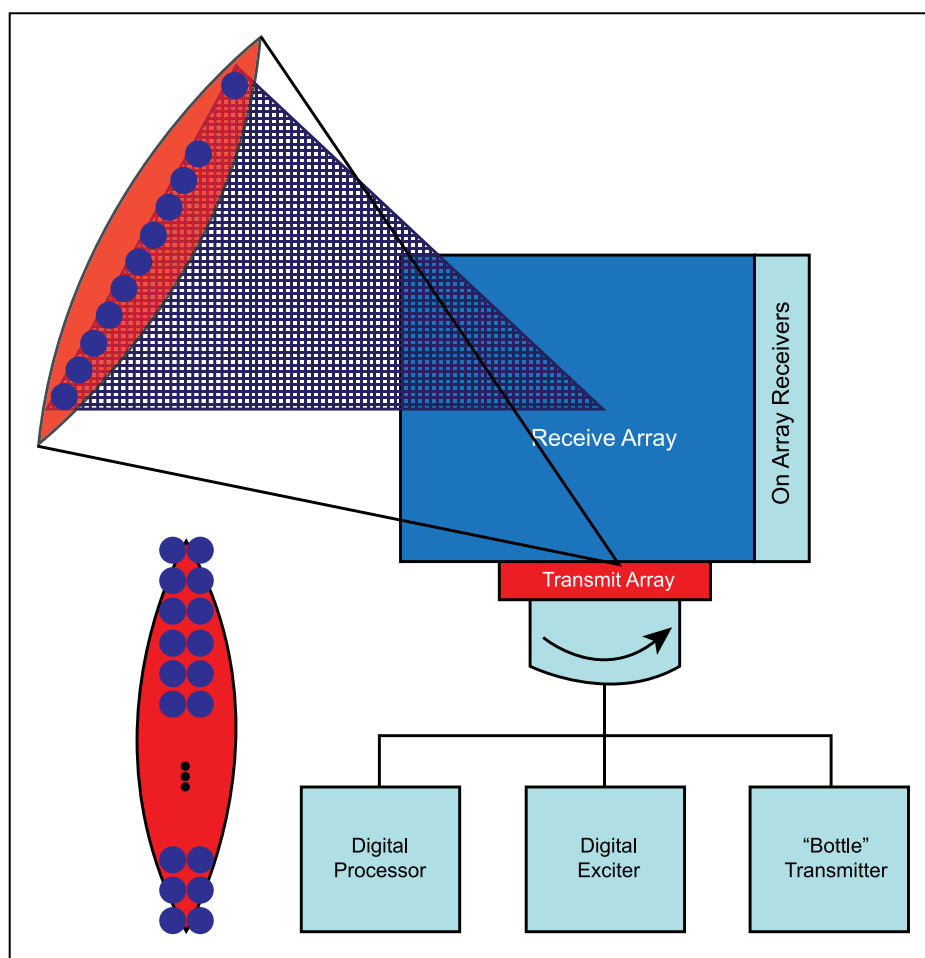 Receive Array
On Array Receivers
Transmit Array
Digital
Processor
Digital
Exciter
“Bottle”
Transmitter